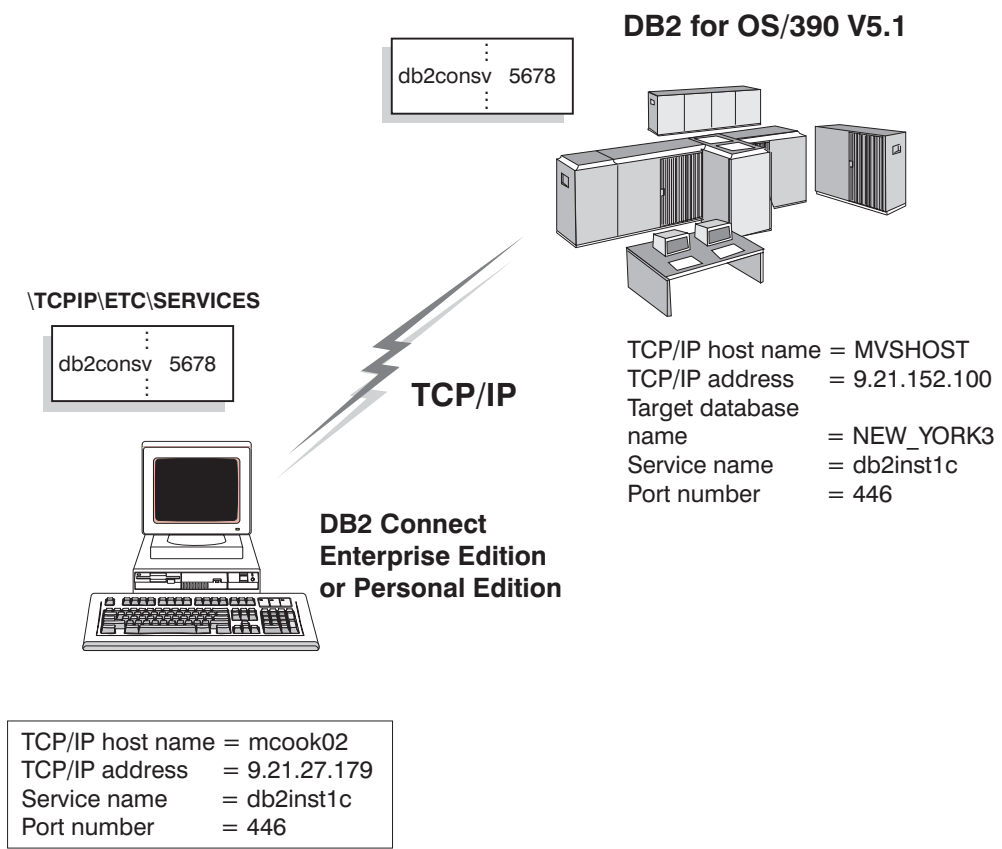 DB2 for OS/390 V5.1
db2consv 5678
\TCPIP\ETC\SERVICES
db2consv 5678
TCP/IP
DB2 Connect
Enterprise Edition
or Personal Edition
TCP/IP host name = MVSHOST
TCP/IP address = 9.21.152.100
Target database
name = NEW_YORK3
Service name = db2inst1c
Port number = 446
TCP/IP host name = mcook02
TCP/IP address = 9.21.27.179
Service name = db2inst1c
Port number = 446